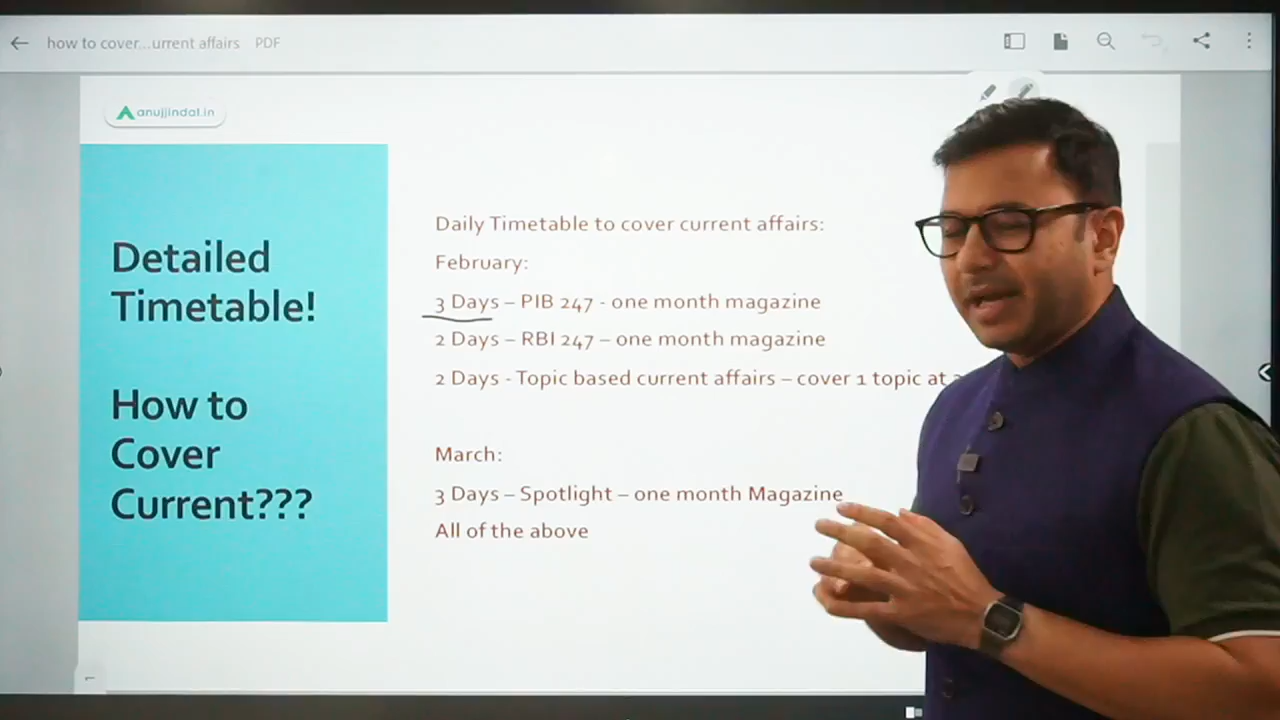 how to cover...urrent affairs PDF
anujjindal.in
Detailed
Timetable!
How to
Cover
Current???
Daily Timetable to cover current affairs:
February:
3 Days – PIB 247 - one month magazine
2 Days – RBI 247 – one month magazine
2 Days - Topic based current affairs – cover 1 topic at
March:
3 Days – Spotlight – one month Magazine
All of the above